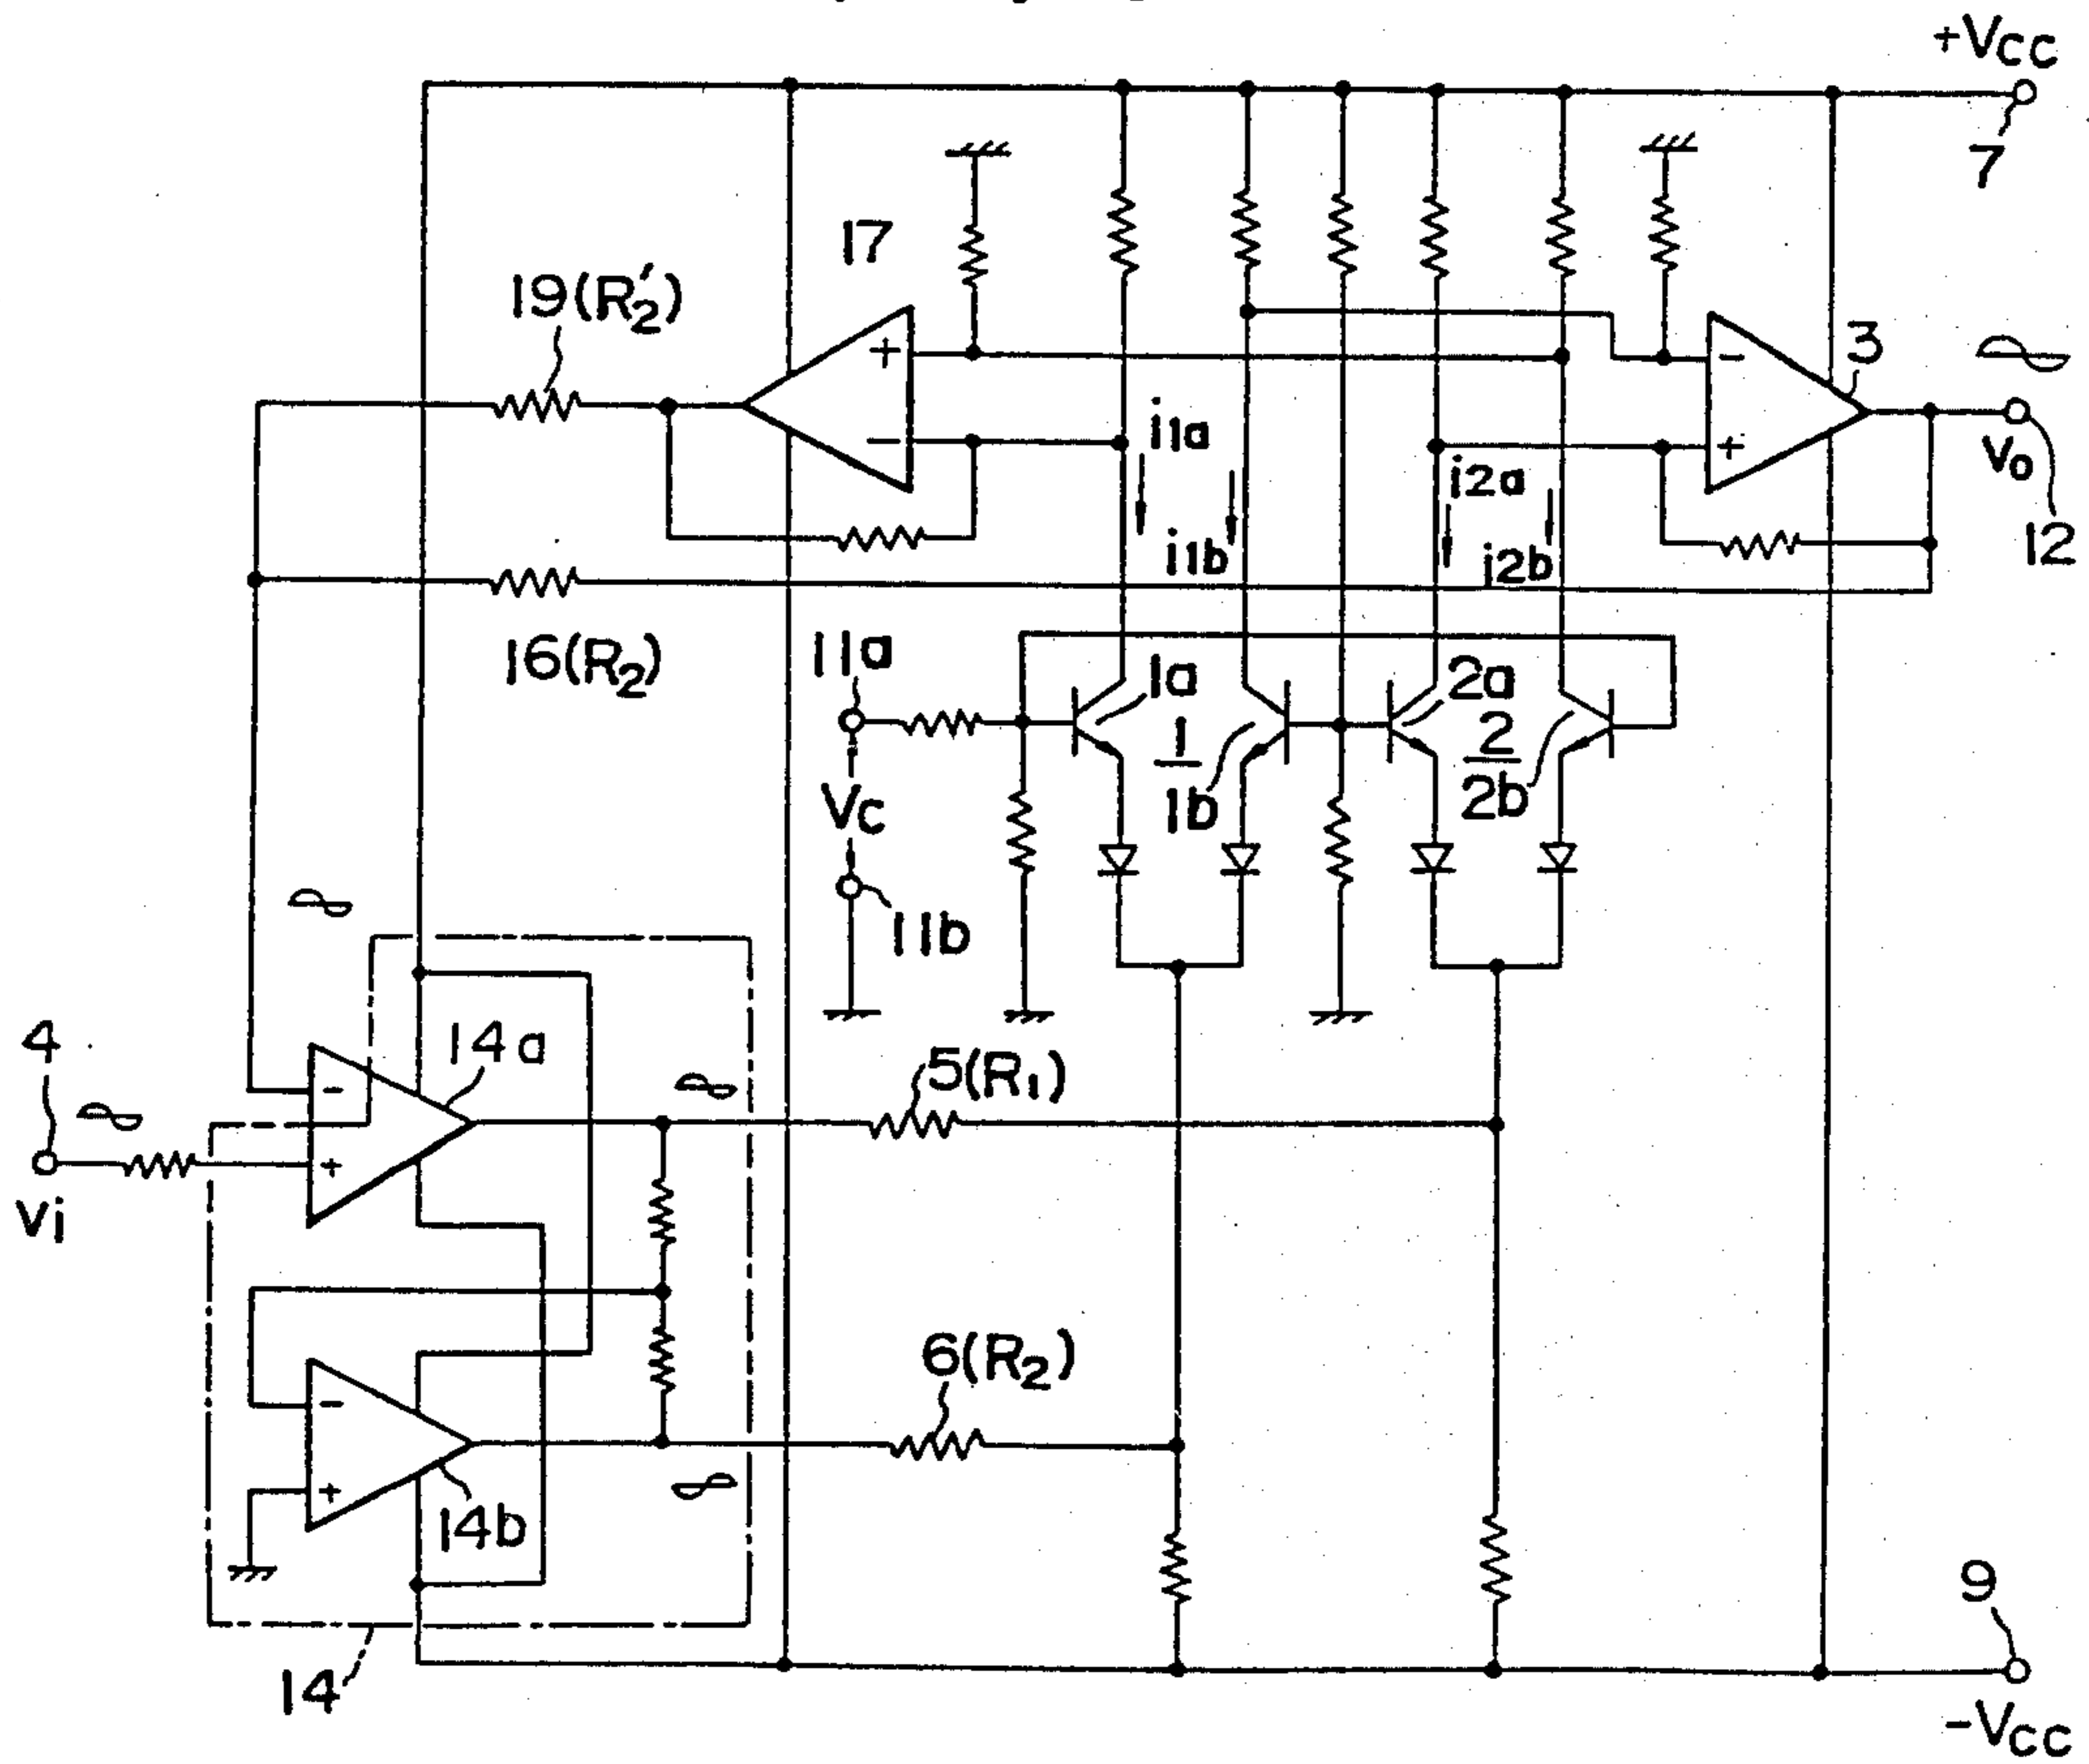 +Vcc
7
17
19(R2')
3
+
-
-
+
i1a
i2a
Vo
12
i1b
i2b
16(R2)
11a
1a
2a
1
2
Vc
1b
2b
11b
4
14a
5(R1)
-
+
Vi
6(R2)
-
+
14b
9
14
-Vcc